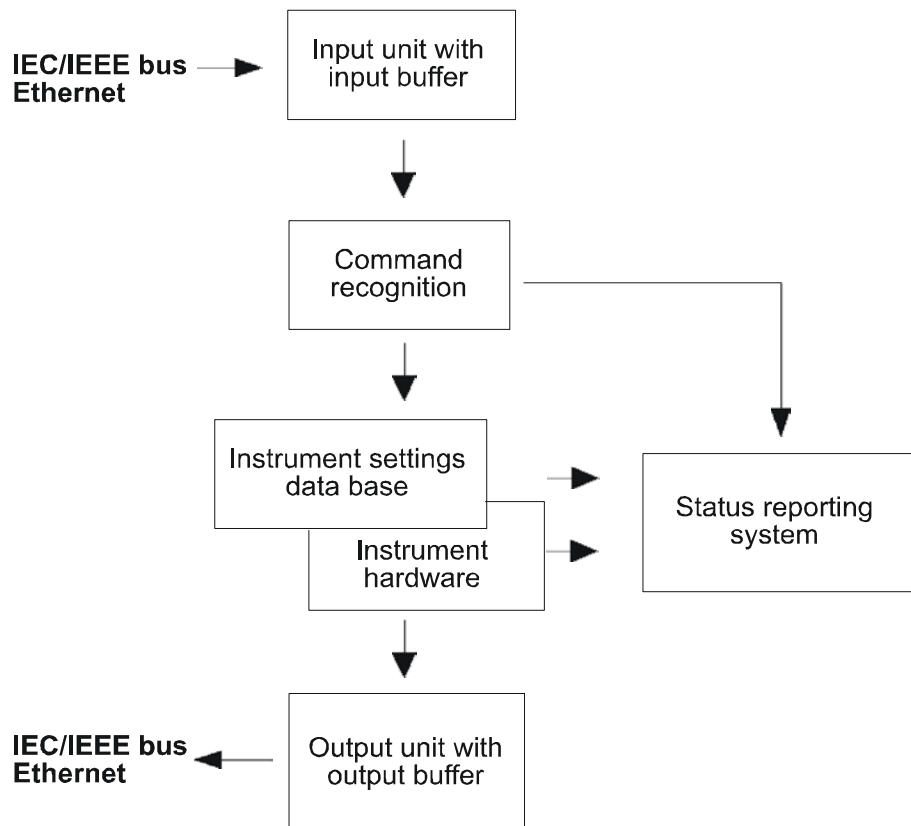 Input unit with
input buffer
IEC/IEEE bus
Ethernet
Command
recognition
Instrument settings
data base
Instrument
hardware
Status reporting
system
Output unit with
output buffer
IEC/IEEE bus
Ethernet